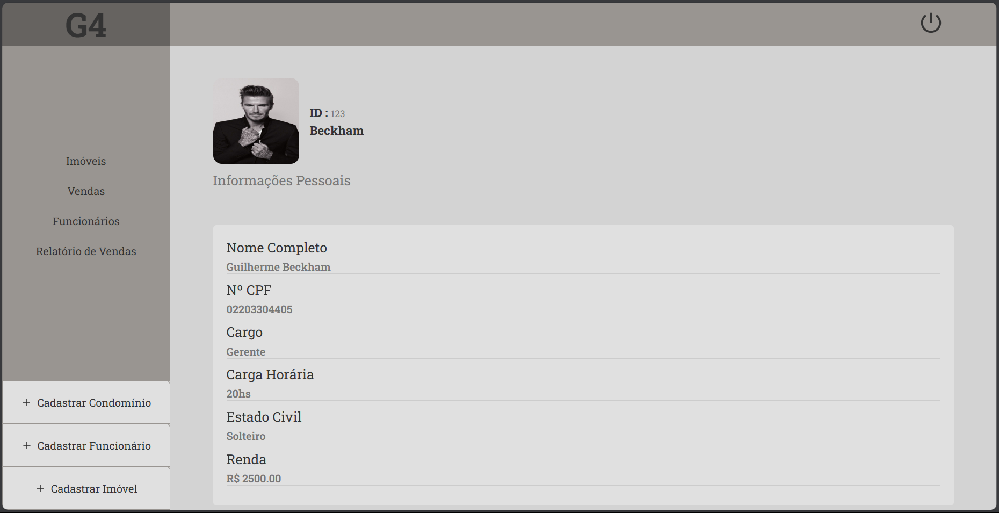 G4
Imóveis
Vendas
Funcionários
Relatório de Vendas
+ Cadastrar Condomínio
+ Cadastrar Funcionário
+ Cadastrar Imóvel
ID : 123
Beckham
Informações Pessoais
Nome Completo
Guilherme Beckham
Nº CPF
02203304405
Cargo
Gerente
Carga Horária
20hs
Estado Civil
Solteiro
Renda
R$ 2500.00